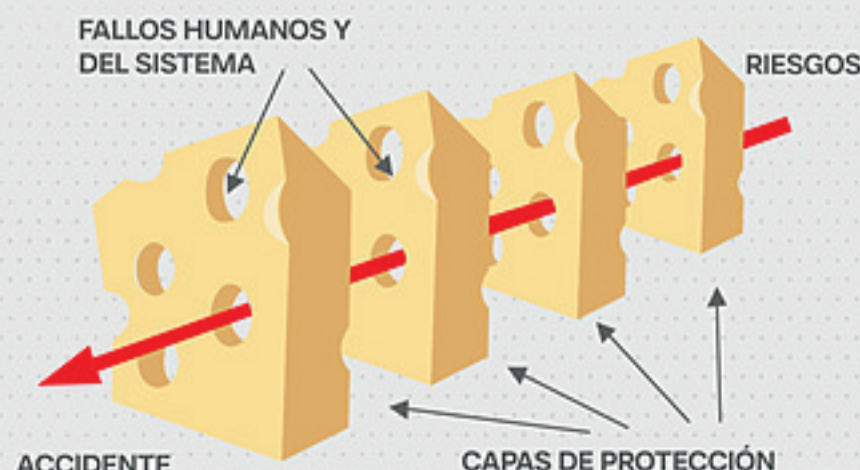 FALLOS HUMANOS Y
DEL SISTEMA
RIESGOS
ACCIDENTE
CAPAS DE PROTECCIÓN